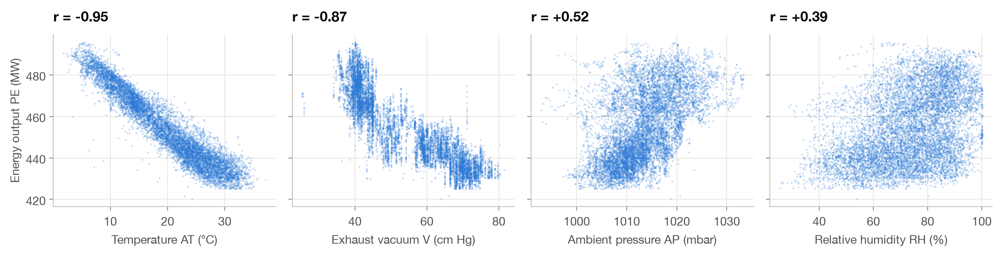 r = -0.95
r = -0.87
r = +0.52
r = +0.39
Energy output PE (MW)
480
460
440
420
10 20 30
40 60 80
1000 1010 1020 1030
40 60 80 100
Temperature AT (°C)
Exhaust vacuum V (cm Hg)
Ambient pressure AP (mbar)
Relative humidity RH (%)